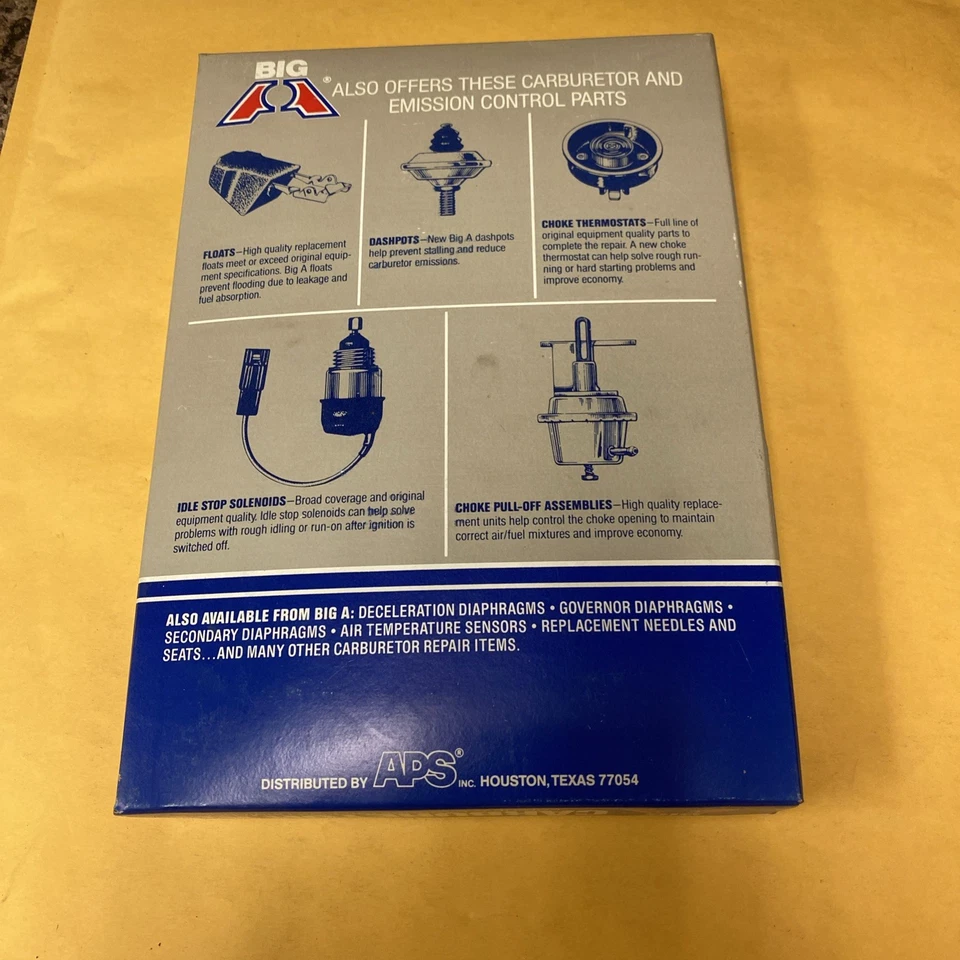 BIG
A®
ALSO OFFERS THESE CARBURETOR AND
EMISSION CONTROL PARTS
FLOATS—High quality replacement
floats meet or exceed original equip-
ment specifications. Big A floats
prevent flooding due to leakage and
fuel absorption.
DASHPOTS—New Big A dashpots
help prevent stalling and reduce
carburetor emissions.
CHOKE THERMOSTATS—Full line of
original equipment quality parts to
complete the repair. A new choke
thermostat can help solve rough run-
ning or hard starting problems and
improve economy.
IDLE STOP SOLENOIDS—Broad coverage and original
equipment quality. Idle stop solenoids can help solve
problems with rough idling or run-on after ignition is
switched off.
CHOKE PULL-OFF ASSEMBLIES—High quality replace-
ment units help control the choke opening to maintain
correct air/fuel mixtures and improve economy.
ALSO AVAILABLE FROM BIG A: DECELERATION DIAPHRAGMS • GOVERNOR DIAPHRAGMS •
SECONDARY DIAPHRAGMS • AIR TEMPERATURE SENSORS • REPLACEMENT NEEDLES AND
SEATS...AND MANY OTHER CARBURETOR REPAIR ITEMS.
DISTRIBUTED BY APS® INC. HOUSTON, TEXAS 77054